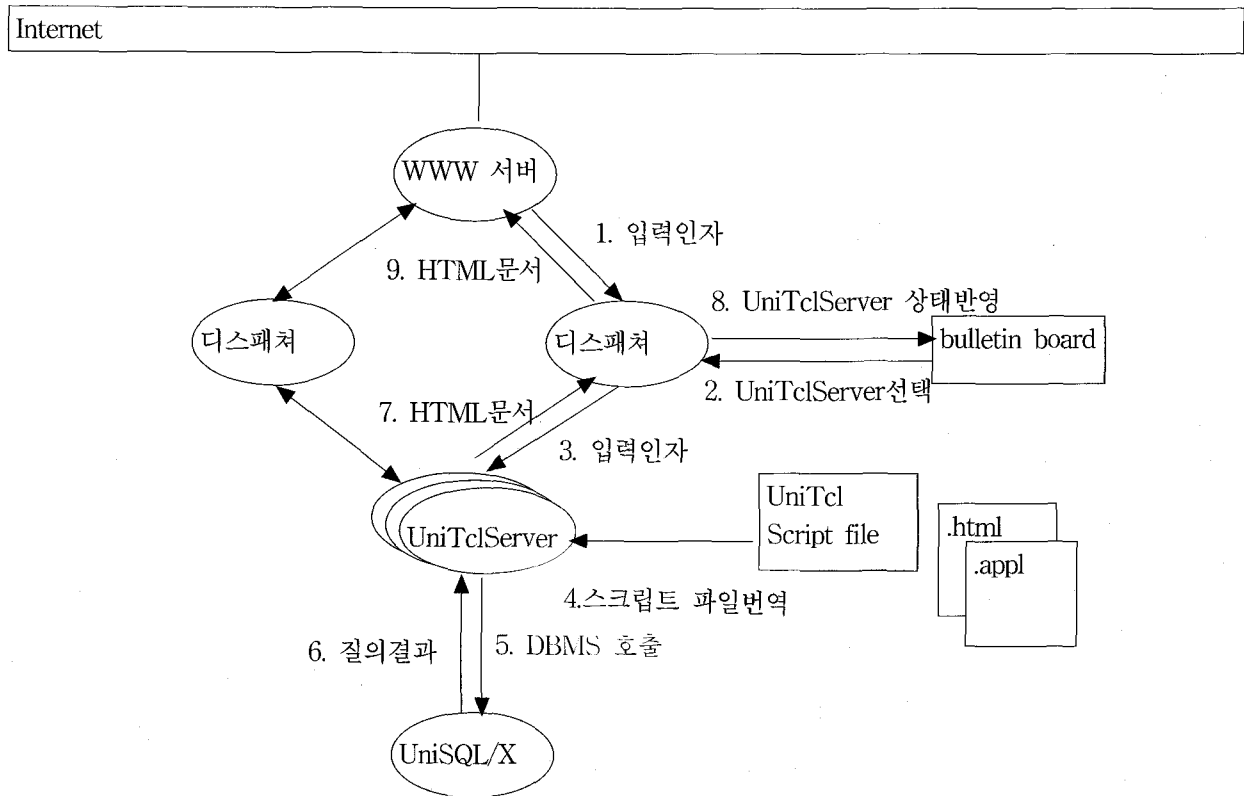 Internet
WWW 서버
1. 입력인자
9. HTML문서
8. UniTclServer 상태반영
디스패쳐
디스패쳐
bulletin board
2. UniTclServer선택
7. HTML문서
3. 입력인자
UniTcl
Script file
.html
.appl
UniTclServer
4.스크립트 파일번역
6. 질의결과
5. DBMS 호출
UniSQL/X